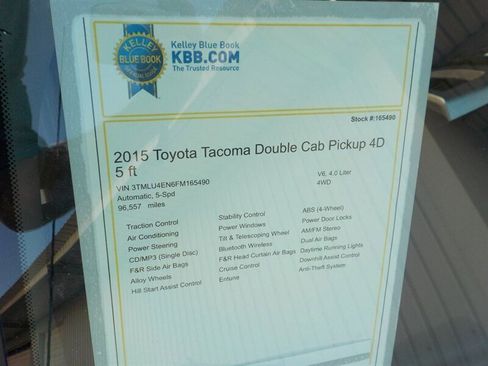 KELLEY
BLUE BOOK
Kelley Blue Book
KBB.COM
The Trusted Resource
Stock #:165490
2015 Toyota Tacoma Double Cab Pickup 4D
5 ft
VIN 3TMLU4EN6FM165490
V6, 4.0 Liter
Automatic, 5-Spd
4WD
96,557 miles
Traction Control
Stability Control
ABS (4-Wheel)
Air Conditioning
Power Windows
Power Door Locks
Power Steering
Tilt & Telescoping Wheel
AM/FM Stereo
CD/MP3 (Single Disc)
Bluetooth Wireless
Dual Air Bags
F&R Side Air Bags
F&R Head Curtain Air Bags
Daytime Running Lights
Alloy Wheels
Cruise Control
Downhill Assist Control
Hill Start Assist Control
Entune
Anti-Theft System